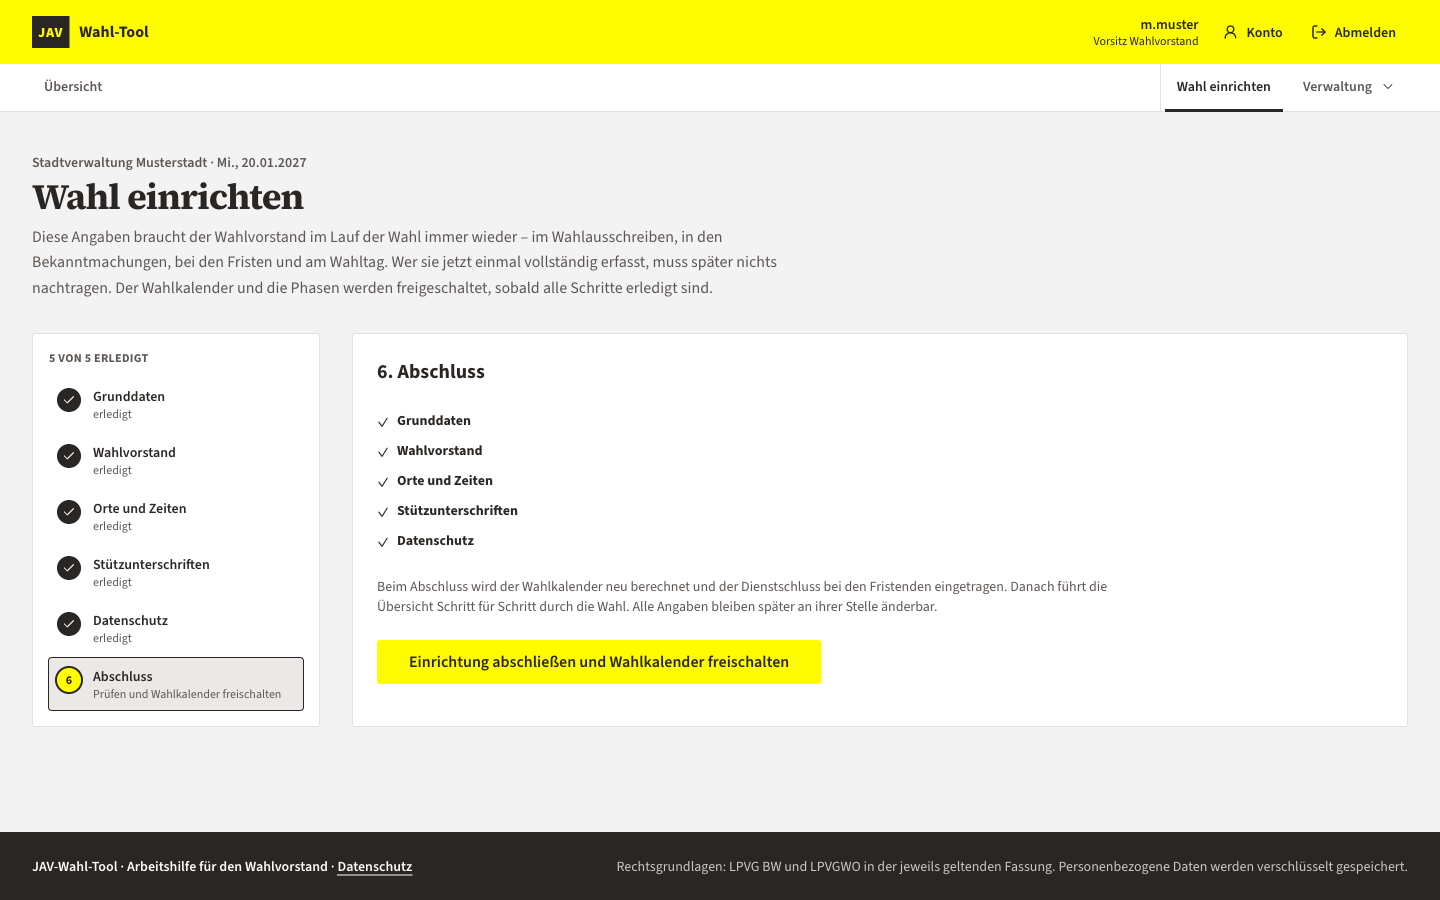 JAV Wahl-Tool
m.muster
Vorsitz Wahlvorstand
Konto
Abmelden
Übersicht
Wahl einrichten
Verwaltung
Stadtverwaltung Musterstadt · Mi., 20.01.2027
Wahl einrichten
Diese Angaben braucht der Wahlvorstand im Lauf der Wahl immer wieder – im Wahlausschreiben, in den
Bekanntmachungen, bei den Fristen und am Wahltag. Wer sie jetzt einmal vollständig erfasst, muss später nichts
nachtragen. Der Wahlkalender und die Phasen werden freigeschaltet, sobald alle Schritte erledigt sind.
5 VON 5 ERLEDIGT
Grunddaten
erledigt
Wahlvorstand
erledigt
Orte und Zeiten
erledigt
Stützunterschriften
erledigt
Datenschutz
erledigt
6 Abschluss
Prüfen und Wahlkalender freischalten
6. Abschluss
Grunddaten
Wahlvorstand
Orte und Zeiten
Stützunterschriften
Datenschutz
Beim Abschluss wird der Wahlkalender neu berechnet und der Dienstschluss bei den Fristenden eingetragen. Danach führt die
Übersicht Schritt für Schritt durch die Wahl. Alle Angaben bleiben später an ihrer Stelle änderbar.
Einrichtung abschließen und Wahlkalender freischalten
JAV-Wahl-Tool · Arbeitshilfe für den Wahlvorstand · Datenschutz
Rechtsgrundlagen: LPVG BW und LPVGWO in der jeweils geltenden Fassung. Personenbezogene Daten werden verschlüsselt gespeichert.